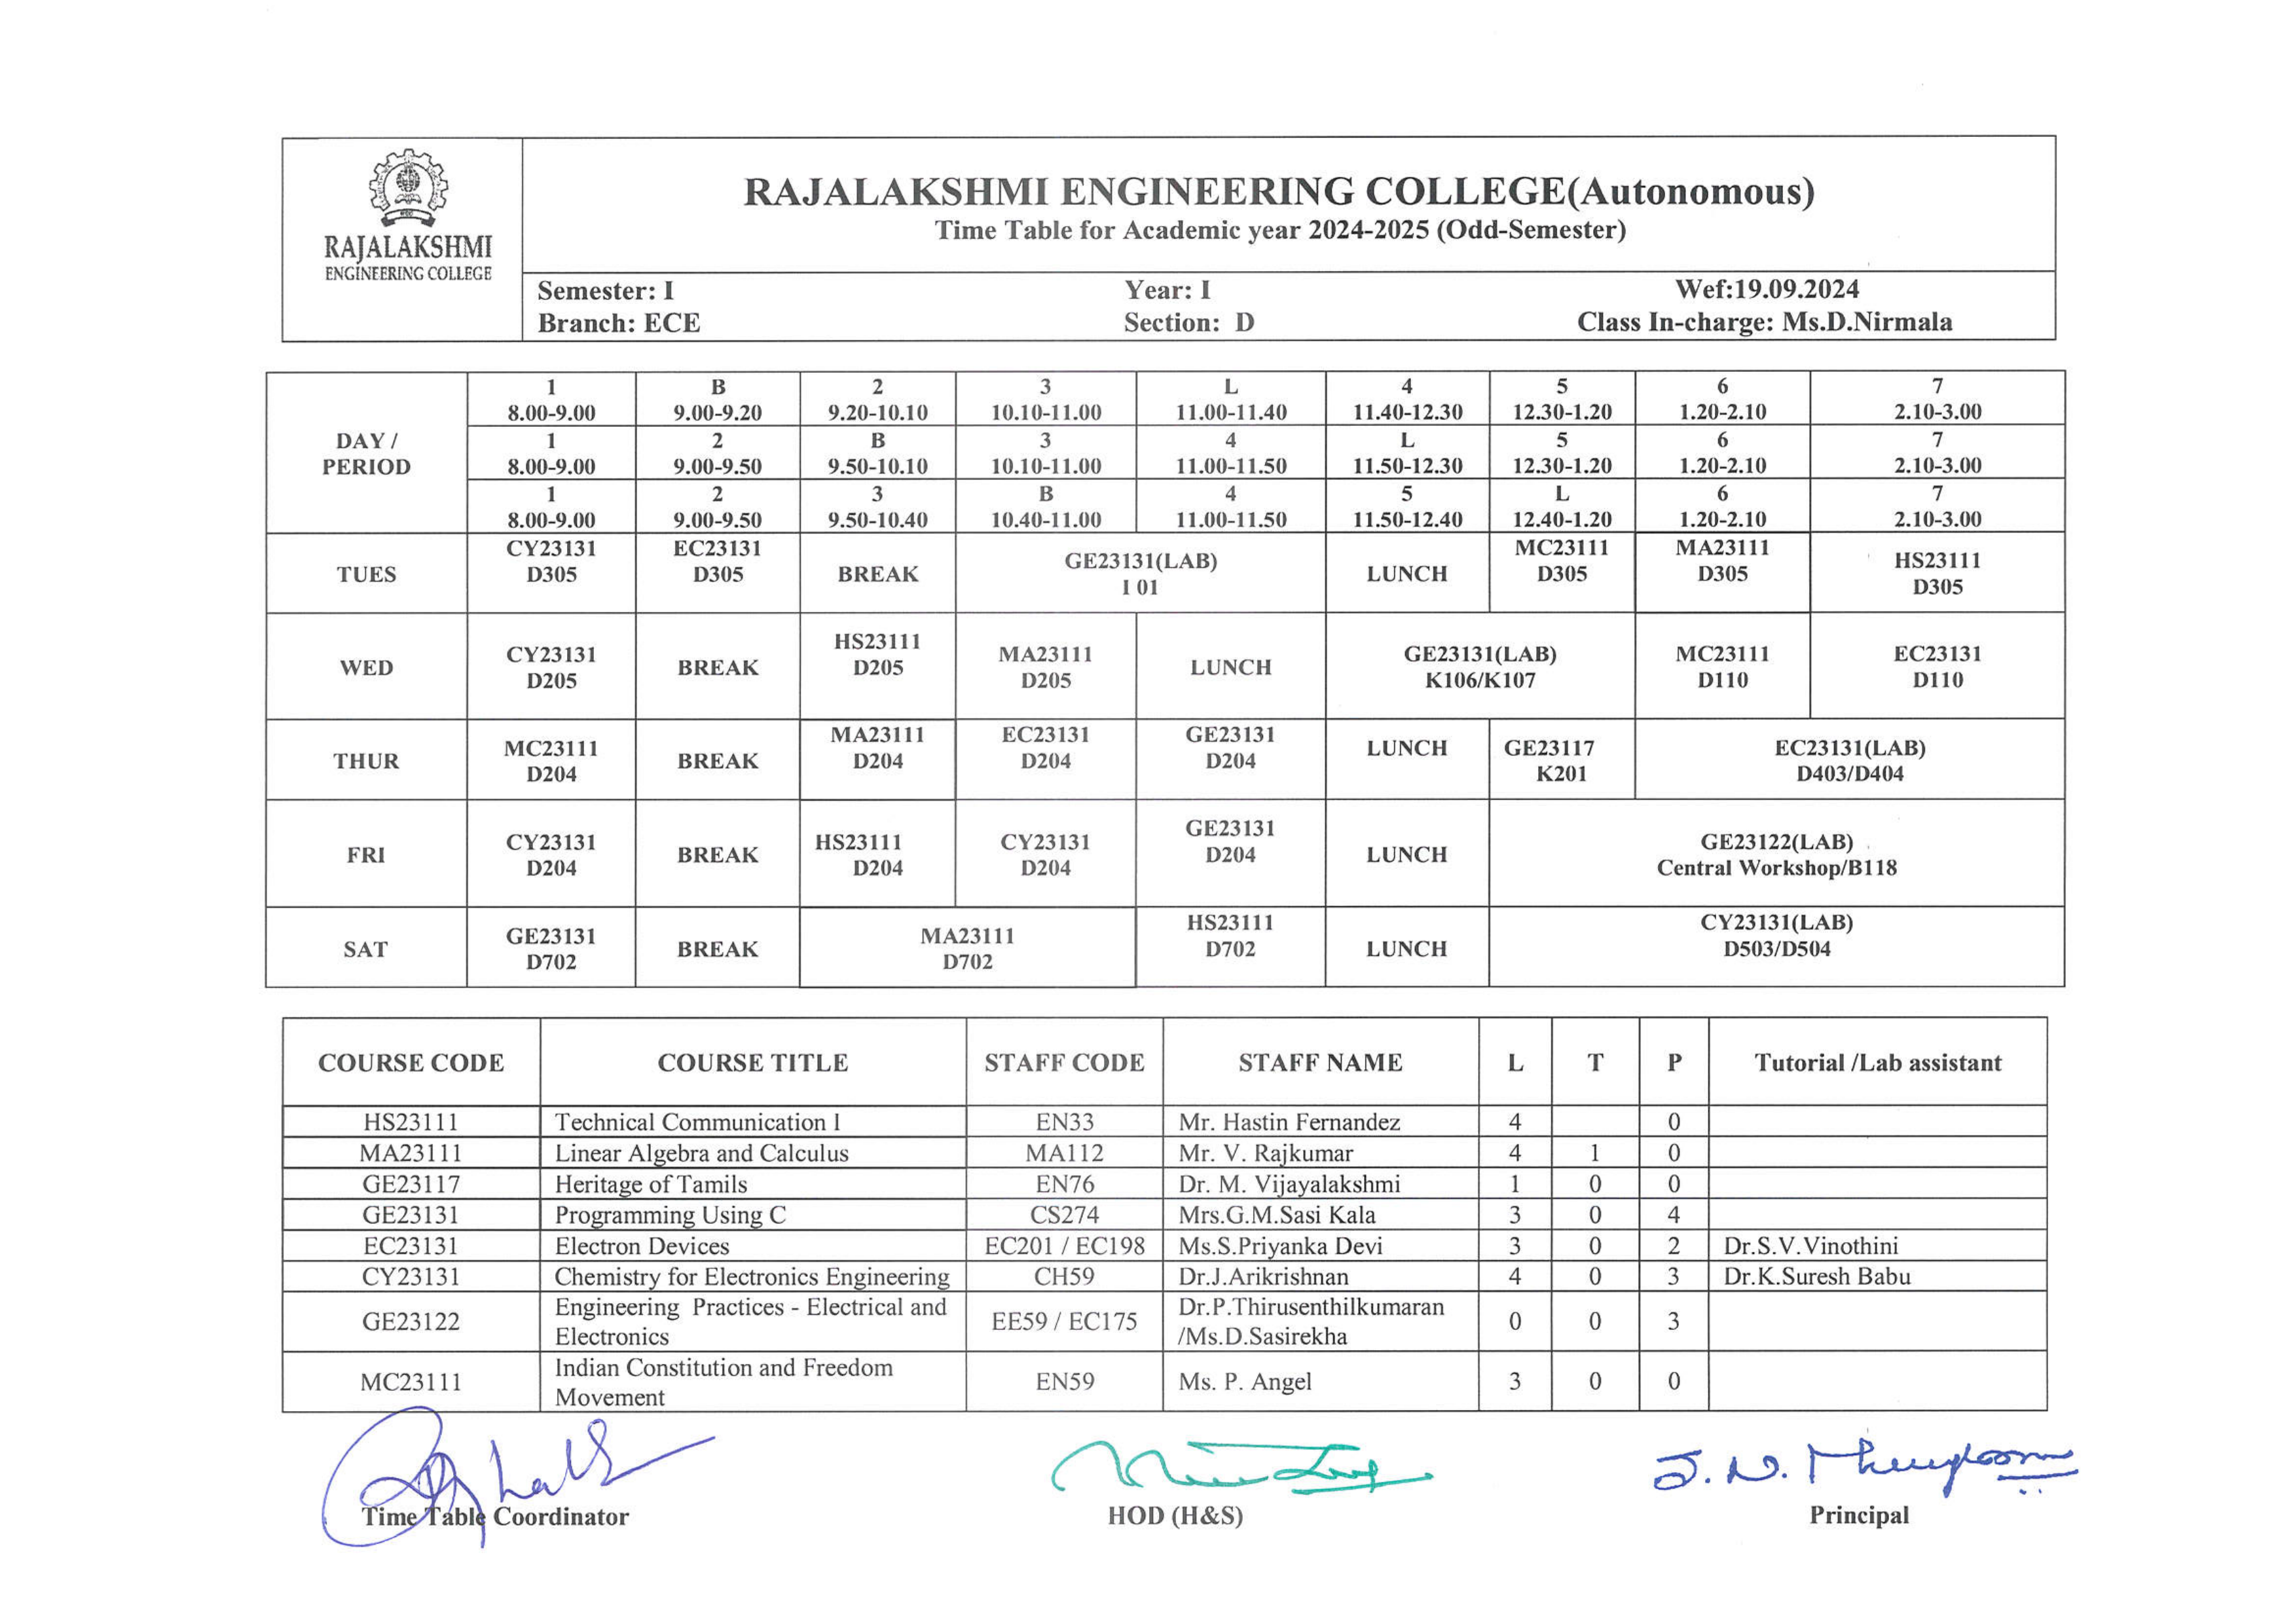 RAJALAKSHMI
ENGINEERING COLLEGE
RAJALAKSHMI ENGINEERING COLLEGE(Autonomous)
Time Table for Academic year 2024-2025 (Odd-Semester)
Semester: I Year: I Wef:19.09.2024
Branch: ECE Section: D Class In-charge: Ms.D.Nirmala
DAY / PERIOD
1 B 2 3 L 4 5 6 7
8.00-9.00 9.00-9.20 9.20-10.10 10.10-11.00 11.00-11.40 11.40-12.30 12.30-1.20 1.20-2.10 2.10-3.00
1 2 B 3 4 L 5 6 7
8.00-9.00 9.00-9.50 9.50-10.10 10.10-11.00 11.00-11.50 11.50-12.30 12.30-1.20 1.20-2.10 2.10-3.00
1 2 3 B 4 5 L 6 7
8.00-9.00 9.00-9.50 9.50-10.40 10.40-11.00 11.00-11.50 11.50-12.40 12.40-1.20 1.20-2.10 2.10-3.00
TUES CY23131 EC23131 BREAK GE23131(LAB) LUNCH MC23111 MA23111 HS23111
D305 D305 I 01 D305 D305 D305
WED CY23131 BREAK HS23111 MA23111 LUNCH GE23131(LAB) MC23111 EC23131
D205 D205 D205 K106/K107 D110 D110
THUR MC23111 BREAK MA23111 EC23131 GE23131 LUNCH GE23117 EC23131(LAB)
D204 D204 D204 D204 K201 D403/D404
FRI CY23131 BREAK HS23111 CY23131 GE23131 LUNCH GE23122(LAB)
D204 D204 D204 D204 Central Workshop/B118
SAT GE23131 BREAK MA23111 HS23111 LUNCH CY23131(LAB)
D702 D702 D702 D503/D504
COURSE CODE COURSE TITLE STAFF CODE STAFF NAME L T P Tutorial /Lab assistant
HS23111 Technical Communication I EN33 Mr. Hastin Fernandez 4 0
MA23111 Linear Algebra and Calculus MA112 Mr. V. Rajkumar 4 1 0
GE23117 Heritage of Tamils EN76 Dr. M. Vijayalakshmi 1 0 0
GE23131 Programming Using C CS274 Mrs.G.M.Sasi Kala 3 0 4
EC23131 Electron Devices EC201 / EC198 Ms.S.Priyanka Devi 3 0 2 Dr.S.V.Vinothini
CY23131 Chemistry for Electronics Engineering CH59 Dr.J.Arikrishnan 4 0 3 Dr.K.Suresh Babu
GE23122 Engineering Practices - Electrical and Electronics EE59 / EC175 Dr.P.Thirusenthilkumaran /Ms.D.Sasirekha 0 0 3
MC23111 Indian Constitution and Freedom Movement EN59 Ms. P. Angel 3 0 0
Time Table Coordinator HOD (H&S) Principal